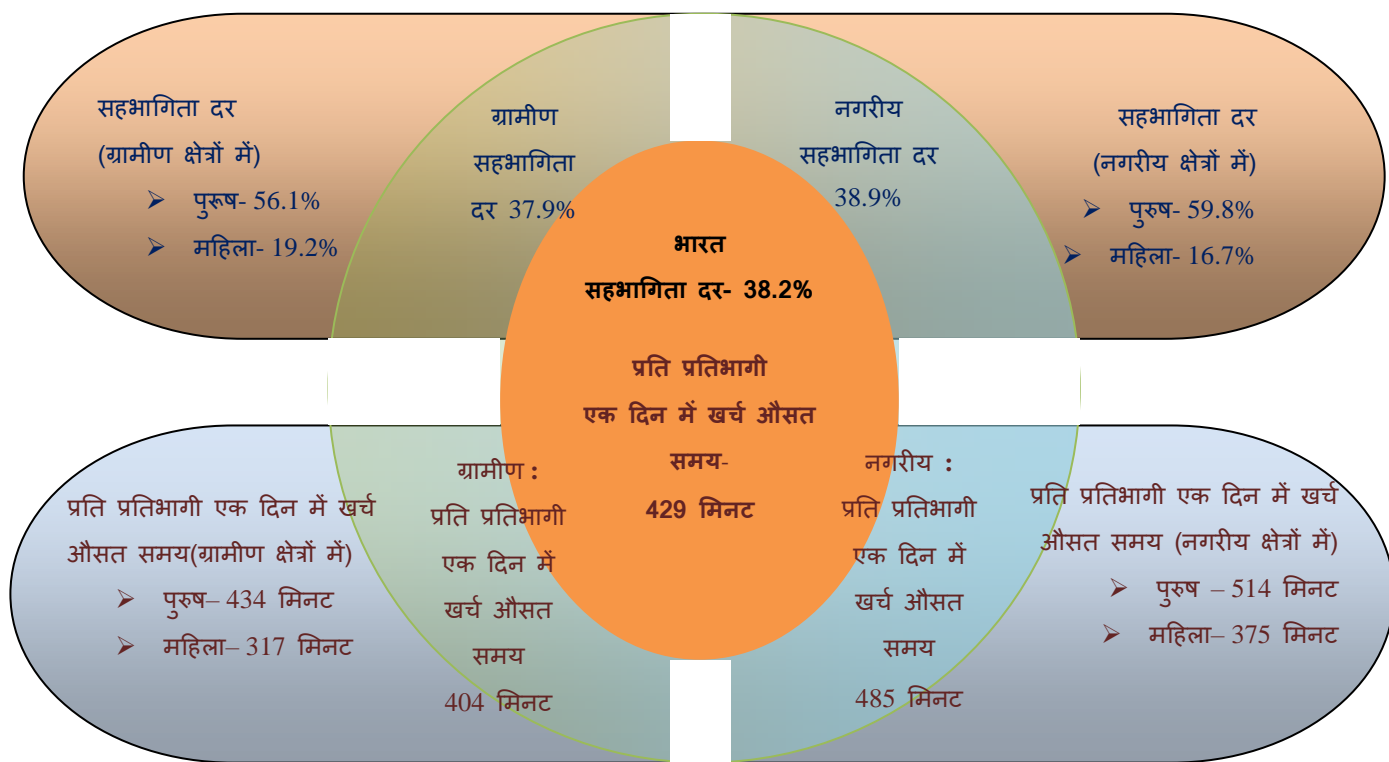 सहभागिता दर
(ग्रामीण क्षेत्रों में)
➢ पुरूष- 56.1%
➢ महिला- 19.2%
ग्रामीण
सहभागिता
दर 37.9%
नगरीय
सहभागिता दर
38.9%
सहभागिता दर
(नगरीय क्षेत्रों में)
➢ पुरुष- 59.8%
➢ महिला- 16.7%
भारत
सहभागिता दर- 38.2%
प्रति प्रतिभागी
एक दिन में खर्च औसत
समय-
429 मिनट
प्रति प्रतिभागी एक दिन में खर्च
औसत समय(ग्रामीण क्षेत्रों में)
➢ पुरुष– 434 मिनट
➢ महिला– 317 मिनट
ग्रामीण :
प्रति प्रतिभागी
एक दिन में
खर्च औसत
समय
404 मिनट
नगरीय :
प्रति प्रतिभागी
एक दिन में
खर्च औसत
समय
485 मिनट
प्रति प्रतिभागी एक दिन में खर्च
औसत समय (नगरीय क्षेत्रों में)
➢ पुरुष – 514 मिनट
➢ महिला– 375 मिनट